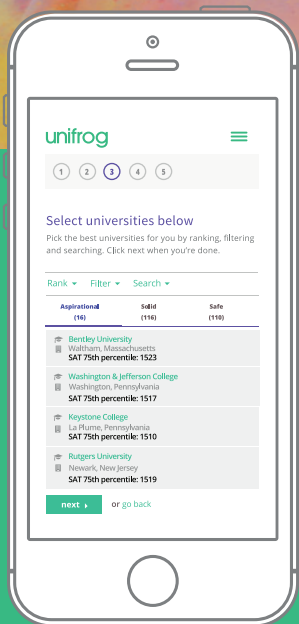 unifrog
1 2 3 4 5
Select universities below
Pick the best universities for you by ranking, filtering
and searching. Click next when you're done.
Rank Filter Search
Aspirational Solid Safe
(16) (116) (110)
Bentley University
Waltham, Massachusetts
SAT 75th percentile: 1523
Washington & Jefferson College
Washington, Pennsylvania
SAT 75th percentile: 1517
Keystone College
La Plume, Pennsylvania
SAT 75th percentile: 1510
Rutgers University
Newark, New Jersey
SAT 75th percentile: 1519
next or go back